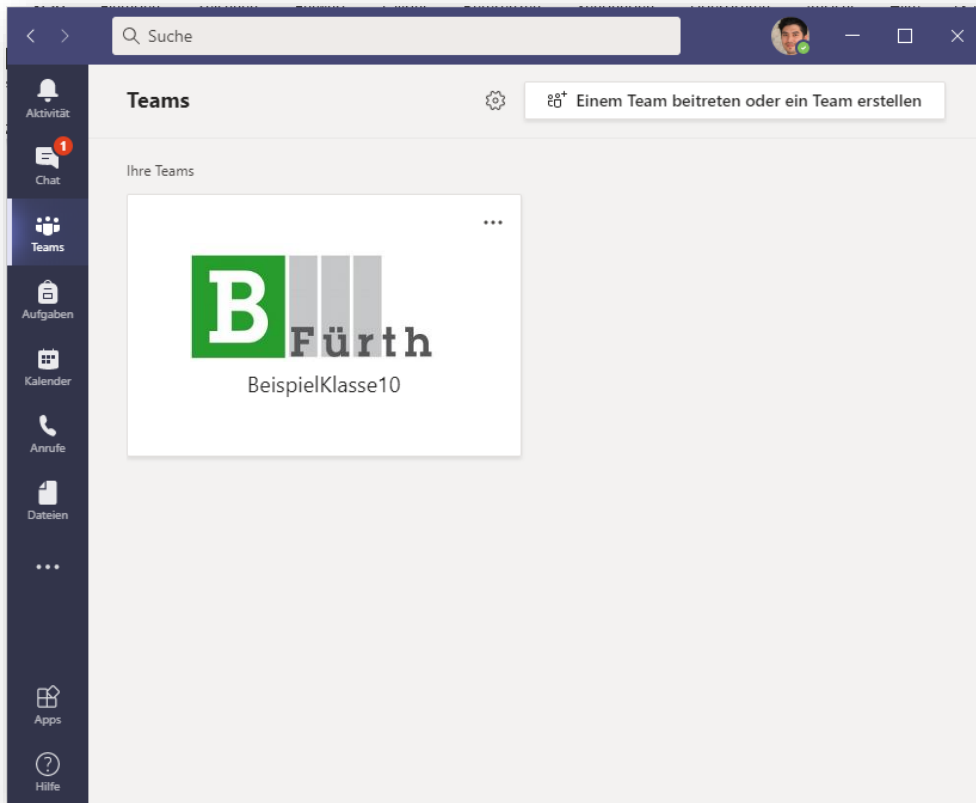 Suche
Aktivität
1
Chat
Teams
Aufgaben
Kalender
Anrufe
Dateien
Apps
Hilfe
Teams
Einem Team beitreten oder ein Team erstellen
Ihre Teams
B
Fürth
BeispielKlasse10